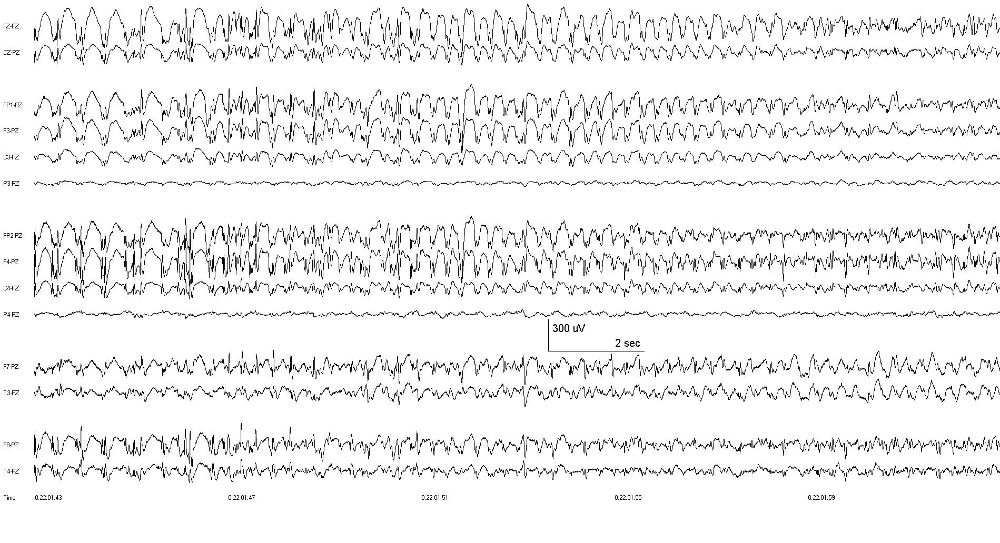 FZ-PZ
CZ-PZ
FP1-PZ
F3-PZ
C3-PZ
P3-PZ
FP2-PZ
F4-PZ
C4-PZ
P4-PZ
300 uV
2 sec
F7-PZ
T3-PZ
F8-PZ
T4-PZ
Time 0:22:01:43 0:22:01:47 0:22:01:51 0:22:01:55 0:22:01:59